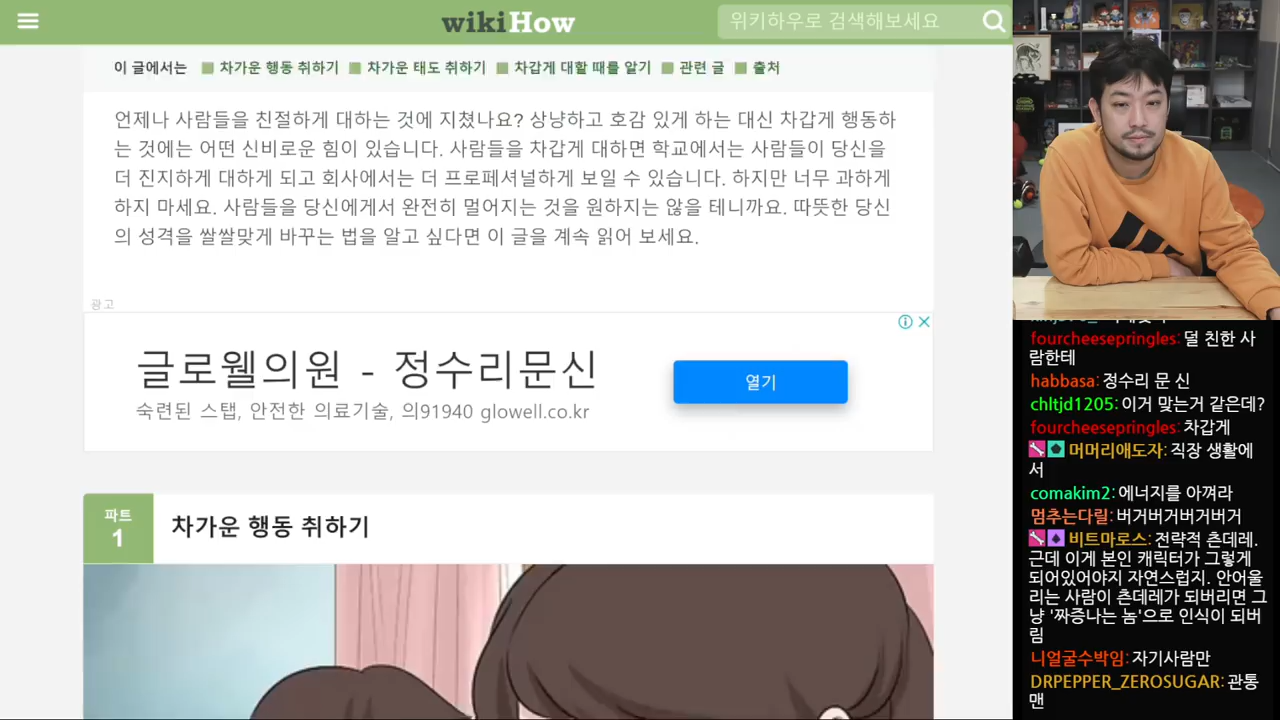 wikiHow
위키하우로 검색해보세요
이 글에서는 차가운 행동 취하기 차가운 태도 취하기 차갑게 대할 때를 알기 관련 글 출처
언제나 사람들을 친절하게 대하는 것에 지쳤나요? 상냥하고 호감 있게 하는 대신 차갑게 행동하
는 것에는 어떤 신비로운 힘이 있습니다. 사람들을 차갑게 대하면 학교에서는 사람들이 당신을
더 진지하게 대하게 되고 회사에서는 더 프로페셔널하게 보일 수 있습니다. 하지만 너무 과하게
하지 마세요. 사람들을 당신에게서 완전히 멀어지는 것을 원하지는 않을 테니까요. 따뜻한 당신
의 성격을 쌀쌀맞게 바꾸는 법을 알고 싶다면 이 글을 계속 읽어 보세요.
광고
글로웰의원 - 정수리문신
숙련된 스탭, 안전한 의료기술, 의91940 glowell.co.kr
열기
파트
1
차가운 행동 취하기
fourcheesepringles: 덜 친한 사
람한테
habbasa: 정수리 문 신
chltjd1205: 이거 맞는거 같은데?
fourcheesepringles: 차갑게
머머리애도자: 직장 생활에
서
comakim2: 에너지를 아껴라
멈추는다릴: 버거버거버거버거
비트마로스: 전략적 츤데레.
근데 이게 본인 캐릭터가 그렇게
되어있어야지 자연스럽지. 안어울
리는 사람이 츤데레가 되버리면 그
냥 '짜증나는 놈'으로 인식이 되버
림
니얼굴수박임: 자기사람만
DRPEPPER_ZEROSUGAR: 관통
맨